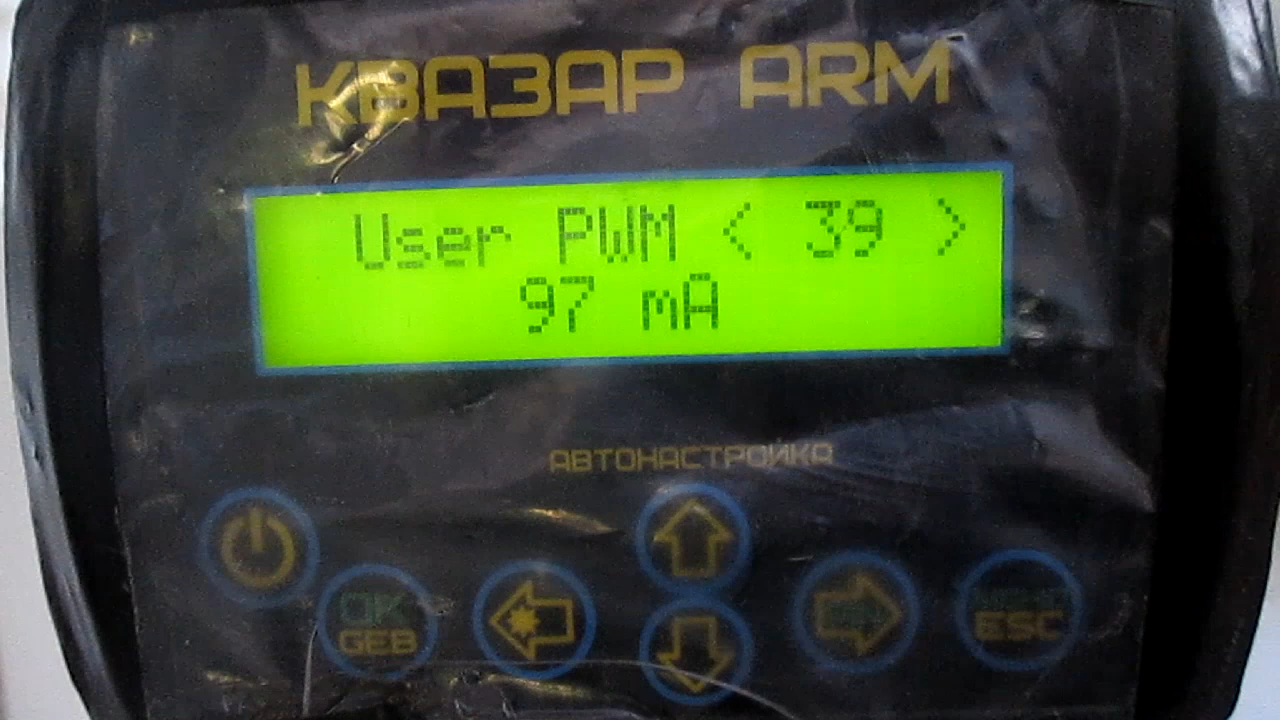 КВАЗАР ARM
User PWM < 39 >
97 mA
АВТОНАСТРОЙКА
OK
GEB
ESC